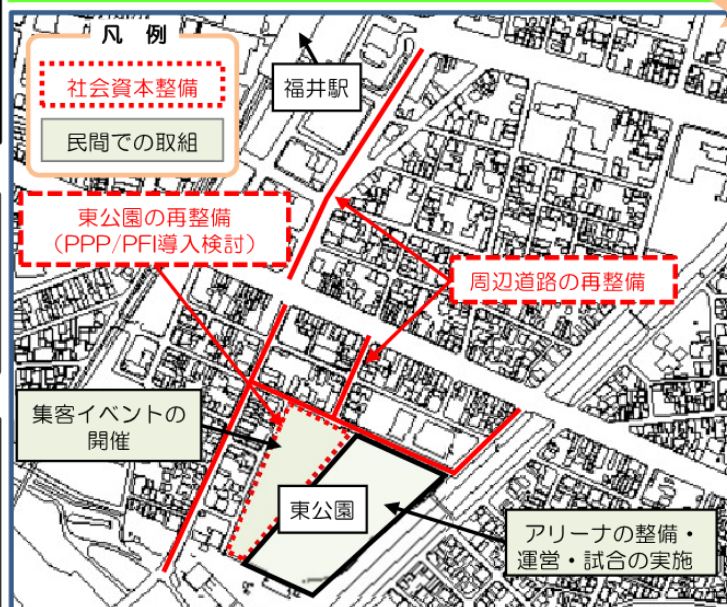 凡 例
社会資本整備
民間での取組
福井駅
東公園の再整備
（PPP/PFI導入検討）
周辺道路の再整備
集客イベントの
開催
東公園
アリーナの整備・
運営・試合の実施